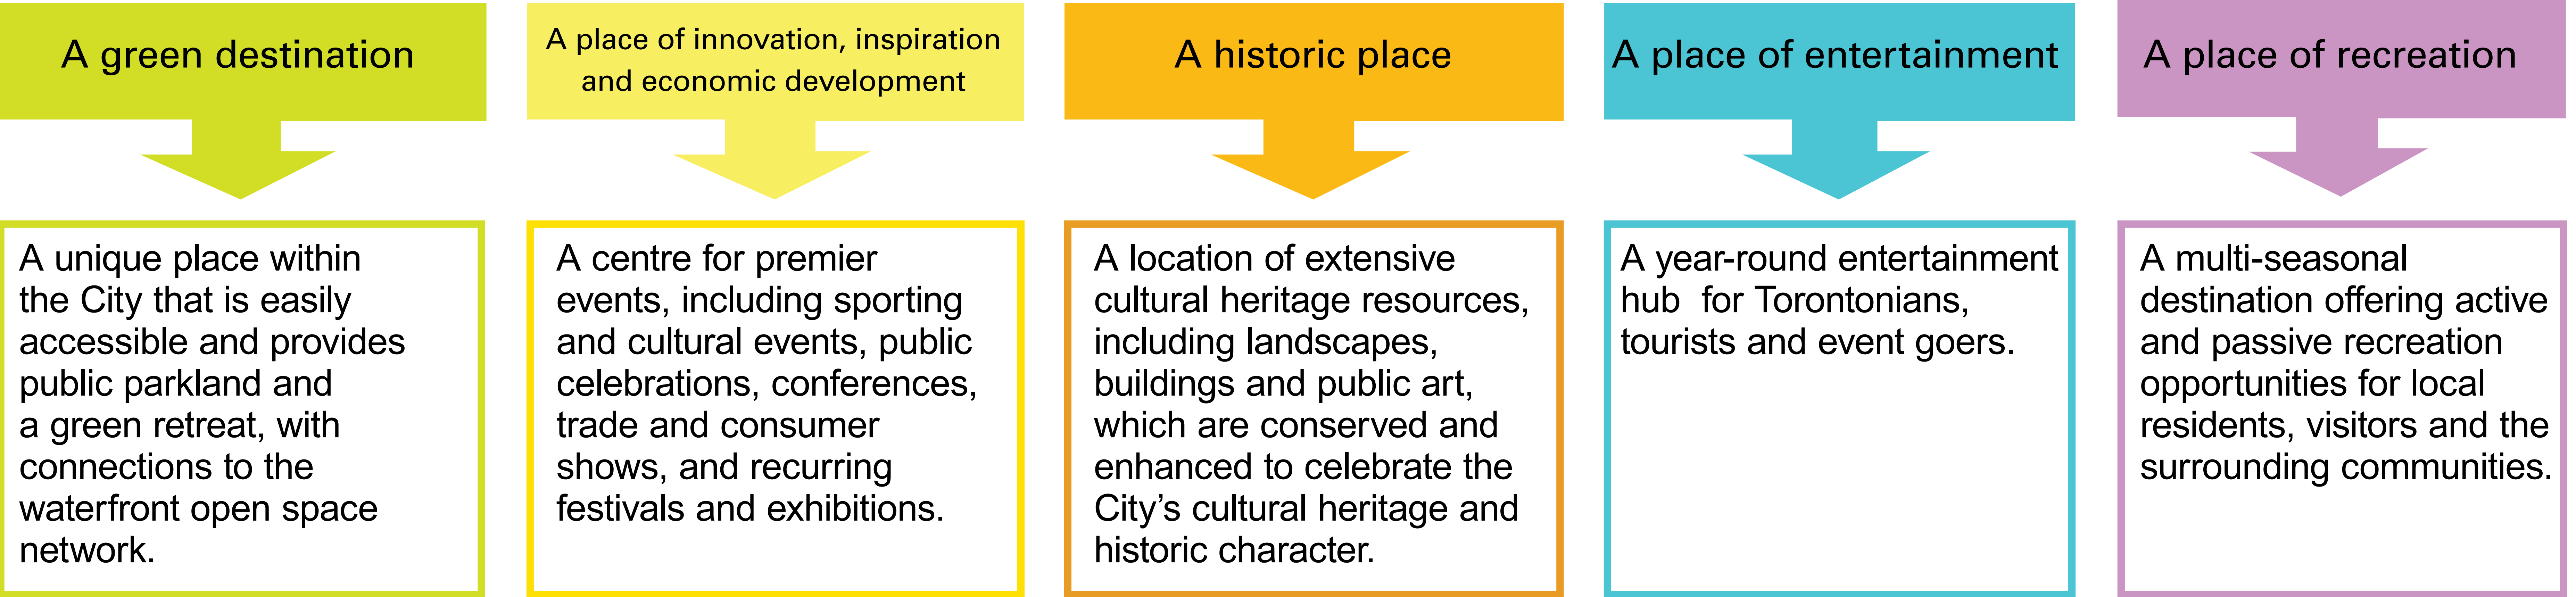 A green destination
A unique place within
the City that is easily
accessible and provides
public parkland and
a green retreat, with
connections to the
waterfront open space
network.
A place of innovation, inspiration
and economic development
A centre for premier
events, including sporting
and cultural events, public
celebrations, conferences,
trade and consumer
shows, and recurring
festivals and exhibitions.
A historic place
A location of extensive
cultural heritage resources,
including landscapes,
buildings and public art,
which are conserved and
enhanced to celebrate the
City’s cultural heritage and
historic character.
A place of entertainment
A year-round entertainment
hub  for Torontonians,
tourists and event goers.
A place of recreation
A multi-seasonal
destination offering active
and passive recreation
opportunities for local
residents, visitors and the
surrounding communities.